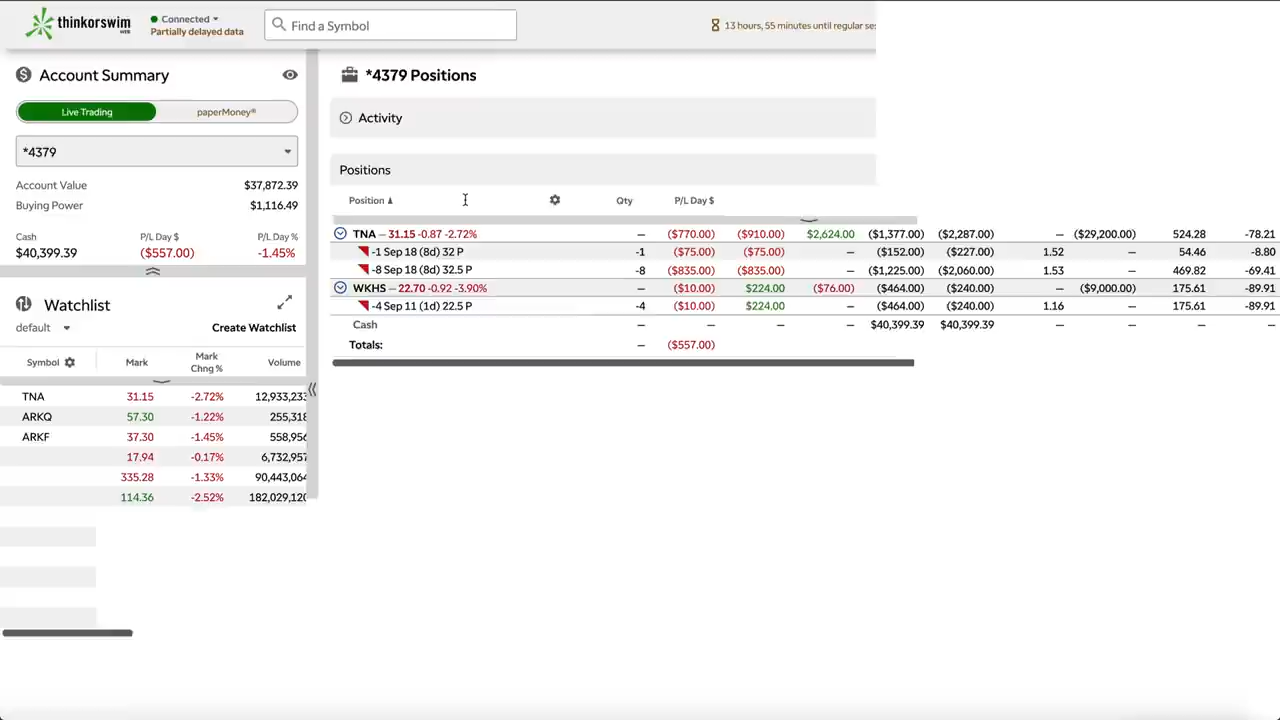 thinkorswim WEB
Connected
Partially delayed data
Find a Symbol
13 hours, 55 minutes until regular ses
Account Summary
Live Trading
paperMoney®
*4379
Account Value $37,872.39
Buying Power $1,116.49
Cash P/L Day $ P/L Day %
$40,399.39 ($557.00) -1.45%
Watchlist
default Create Watchlist
Symbol Mark Mark Chng % Volume
TNA 31.15 -2.72% 12,933,233
ARKQ 57.30 -1.22% 255,318
ARKF 37.30 -1.45% 558,956
17.94 -0.17% 6,732,957
335.28 -1.33% 90,443,064
114.36 -2.52% 182,029,120
*4379 Positions
Activity
Positions
Position Qty P/L Day $
TNA – 31.15 -0.87 -2.72% – ($770.00) ($910.00) $2,624.00 ($1,377.00) ($2,287.00) – ($29,200.00) 524.28 -78.21
-1 Sep 18 (8d) 32 P -1 ($75.00) ($75.00) – ($152.00) ($227.00) 1.52 – 54.46 -8.80
-8 Sep 18 (8d) 32.5 P -8 ($835.00) ($835.00) – ($1,225.00) ($2,060.00) 1.53 – 469.82 -69.41
WKHS – 22.70 -0.92 -3.90% – ($10.00) $224.00 ($76.00) ($464.00) ($240.00) – ($9,000.00) 175.61 -89.91
-4 Sep 11 (1d) 22.5 P -4 ($10.00) $224.00 – ($464.00) ($240.00) 1.16 – 175.61 -89.91
Cash – – – – $40,399.39 $40,399.39 – – – –
Totals: – ($557.00)